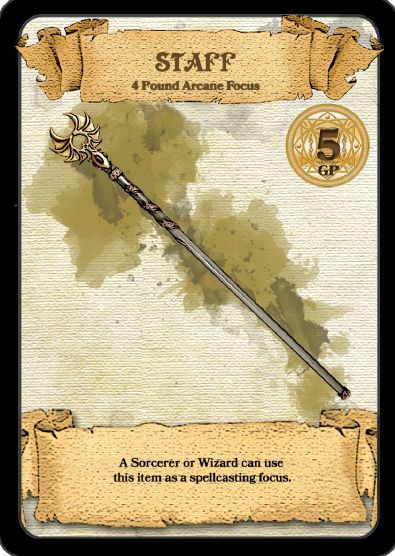 STAFF
4 Pound Arcane Focus
5
GP
A Sorcerer or Wizard can use
this item as a spellcasting focus.